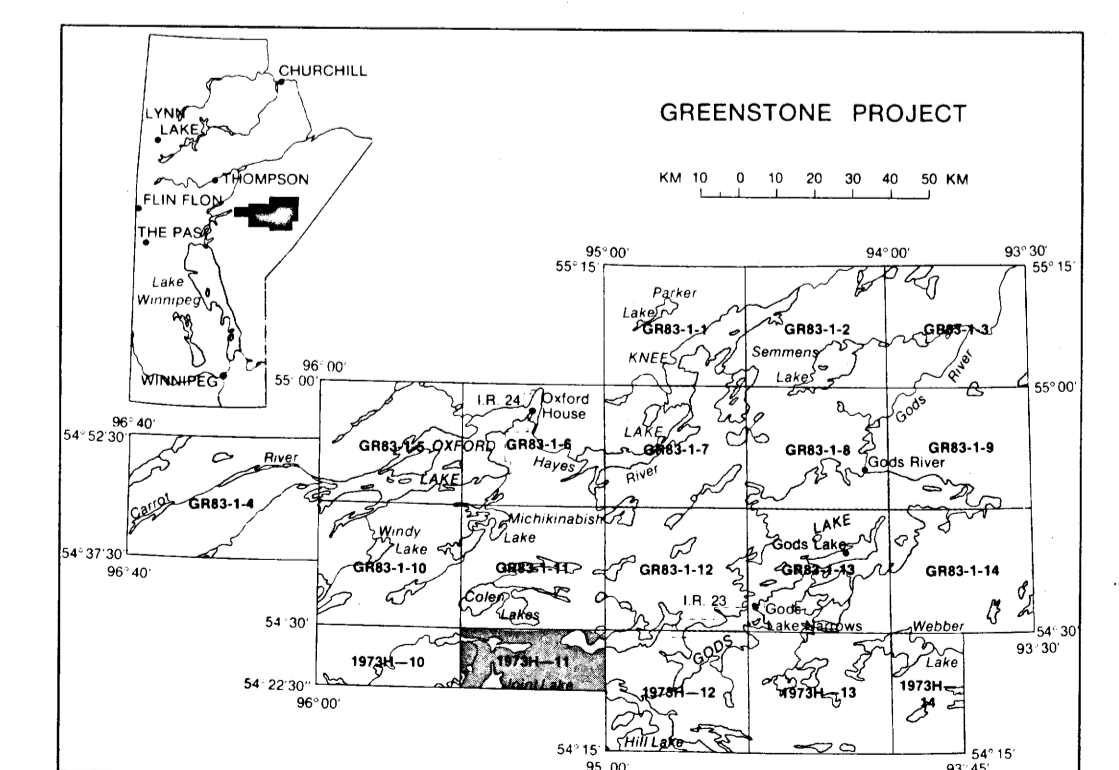 CHURCHILL
LYNN
LAKE
THOMPSON
FLIN FLON
THE PAS
Lake
Winnipeg
WINNIPEG
GREENSTONE PROJECT
KM 10 0 10 20 30 40 50 KM
95° 00'
94° 00'
93° 30'
55° 15'
55° 15'
Parker
Lake
GR83-1-1
GR83-1-2
GR83-1-3
KNEE
Semmens
Lake
River
Gods
96° 00'
55° 00'
55° 00'
I.R. 24
Oxford
House
96° 40'
54° 52' 30"
River
Carrot
GR83-1-4
GR83-1-5
OXFORD
LAKE
GR83-1-6
Hayes
River
LAKE
GR83-1-7
GR83-1-8
GR83-1-9
Gods River
54° 37' 30"
96° 40'
Windy
Lake
GR83-1-10
Michikinabish
Lake
GR83-1-11
Colen
Lakes
GR83-1-12
LAKE
Gods Lake
GR83-1-13
GR83-1-14
I.R. 23
Gods
Lake Narrows
54° 30'
54° 30'
93° 30'
1973H-10
1973H-11
Joint Lake
GODS
1973H-12
1973H-13
Webber
Lake
1973H-
14
54° 22' 30"
96° 00'
Hill Lake
54° 15'
54° 15'
95° 00'
93° 45'